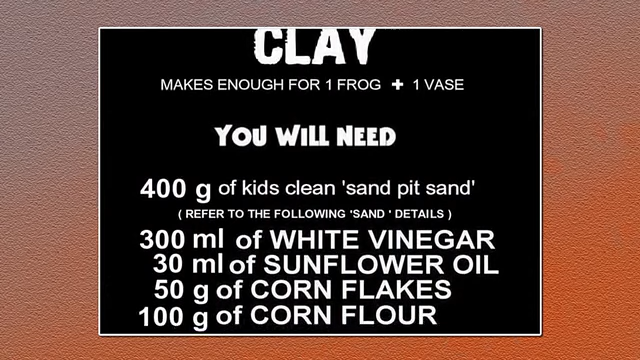 CLAY
MAKES ENOUGH FOR 1 FROG + 1 VASE
YOU WILL NEED
400 g of kids clean 'sand pit sand'
( REFER TO THE FOLLOWING 'SAND ' DETAILS )
300 ml of WHITE VINEGAR
30 ml of SUNFLOWER OIL
50 g of CORN FLAKES
100 g of CORN FLOUR